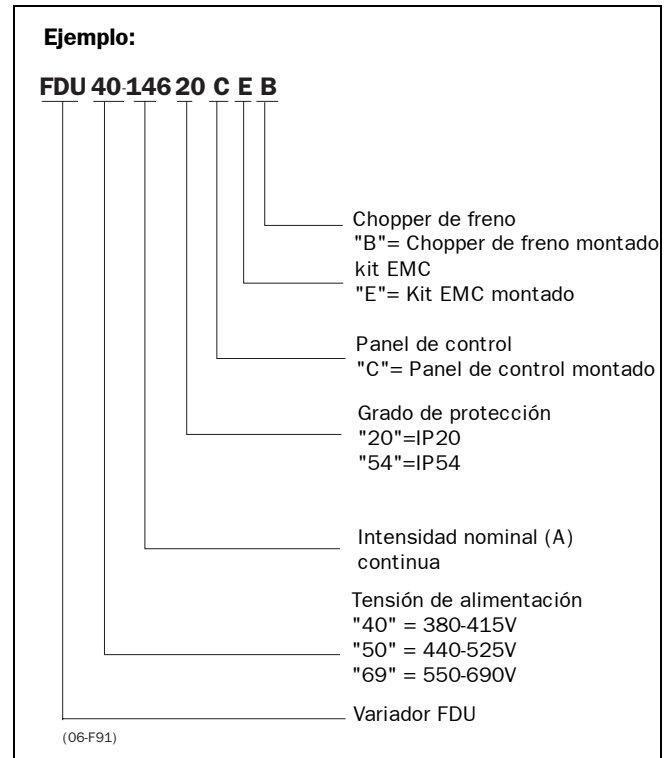 Ejemplo:
FDU 40-146 20 C E B
Chopper de freno
"B"= Chopper de freno montado
kit EMC
"E"= Kit EMC montado
Panel de control
"C"= Panel de control montado
Grado de protección
"20"=IP20
"54"=IP54
Intensidad nominal (A)
continua
Tensión de alimentación
"40" = 380-415V
"50" = 440-525V
"69" = 550-690V
Variador FDU
(06-F91)